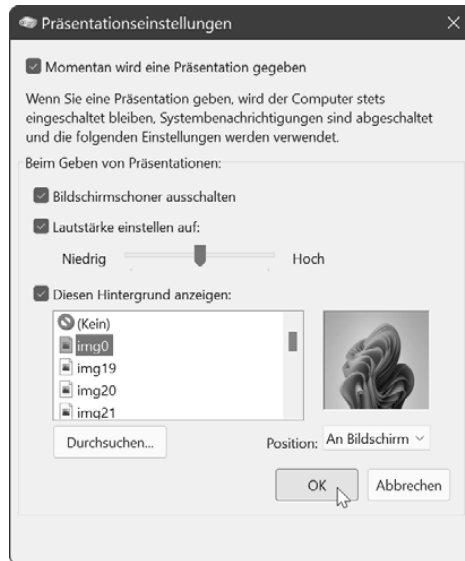 Präsentationseinstellungen
Momentan wird eine Präsentation gegeben
Wenn Sie eine Präsentation geben, wird der Computer stets
eingeschaltet bleiben, Systembenachrichtigungen sind abgeschaltet
und die folgenden Einstellungen werden verwendet.
Beim Geben von Präsentationen:
Bildschirmschoner ausschalten
Lautstärke einstellen auf:
Niedrig Hoch
Diesen Hintergrund anzeigen:
(Kein)
img0
img19
img20
img21
Durchsuchen... Position: An Bildschirm
OK Abbrechen